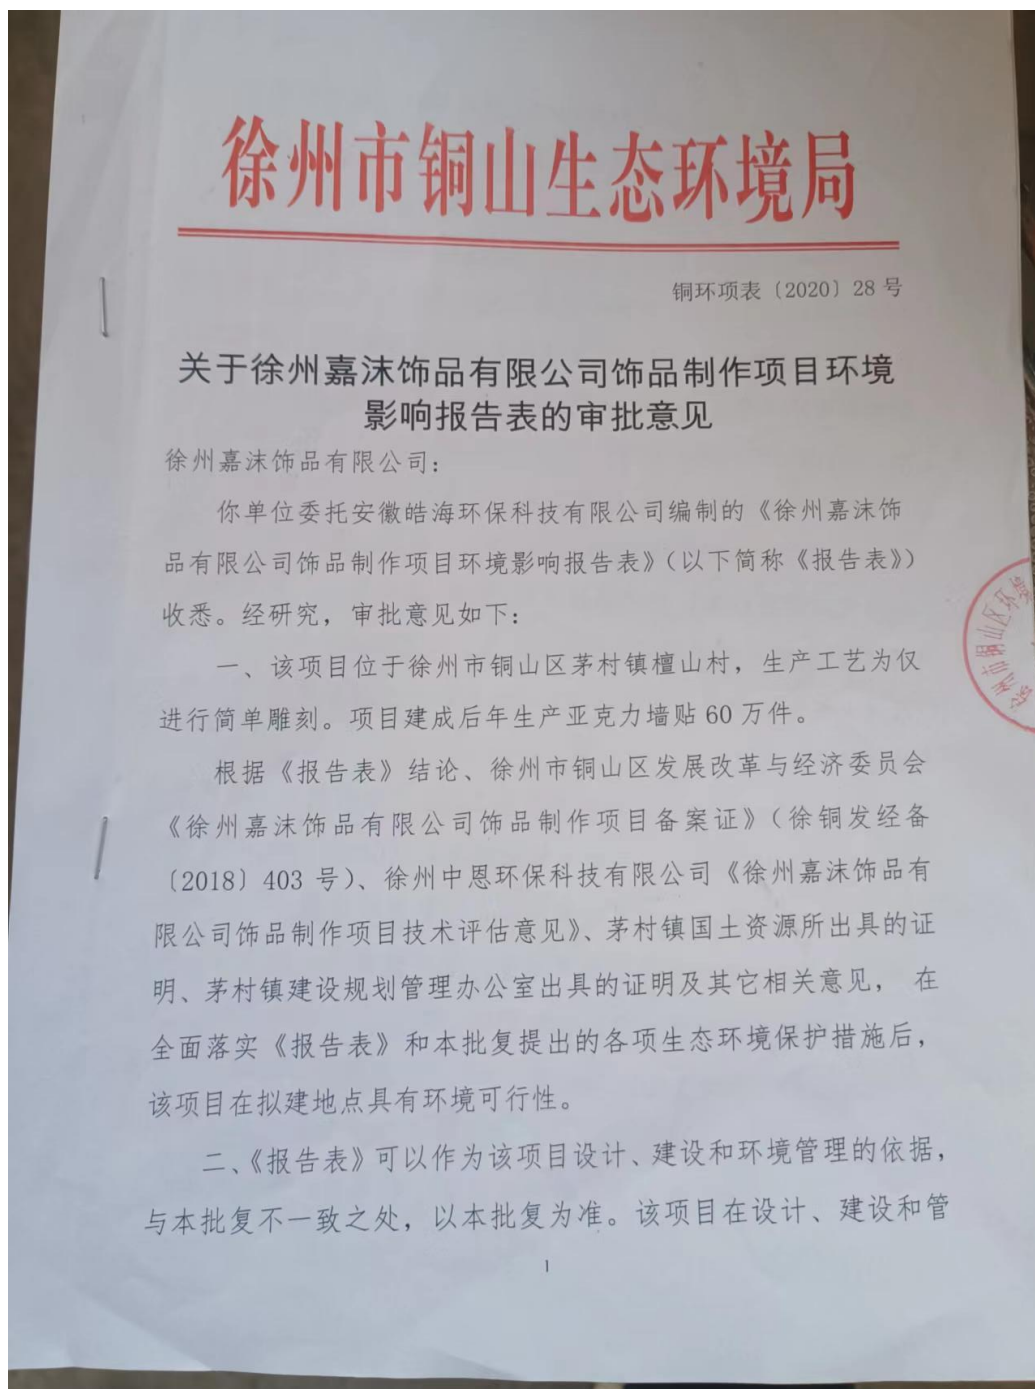 徐州市铜山生态环境局
铜环项表〔2020〕28 号
关于徐州嘉沫饰品有限公司饰品制作项目环境
影响报告表的审批意见
徐州嘉沫饰品有限公司：
你单位委托安徽皓海环保科技有限公司编制的《徐州嘉沫饰
品有限公司饰品制作项目环境影响报告表》（以下简称《报告表》）
收悉。经研究，审批意见如下：
一、该项目位于徐州市铜山区茅村镇檀山村，生产工艺为仅
进行简单雕刻。项目建成后年生产亚克力墙贴 60 万件。
根据《报告表》结论、徐州市铜山区发展改革与经济委员会
《徐州嘉沫饰品有限公司饰品制作项目备案证》（徐铜发经备
〔2018〕403 号）、徐州中恩环保科技有限公司《徐州嘉沫饰品有
限公司饰品制作项目技术评估意见》、茅村镇国土资源所出具的证
明、茅村镇建设规划管理办公室出具的证明及其它相关意见， 在
全面落实《报告表》和本批复提出的各项生态环境保护措施后，
该项目在拟建地点具有环境可行性。
二、《报告表》可以作为该项目设计、建设和环境管理的依据，
与本批复不一致之处，以本批复为准。该项目在设计、建设和管
1
徐州市铜山区环